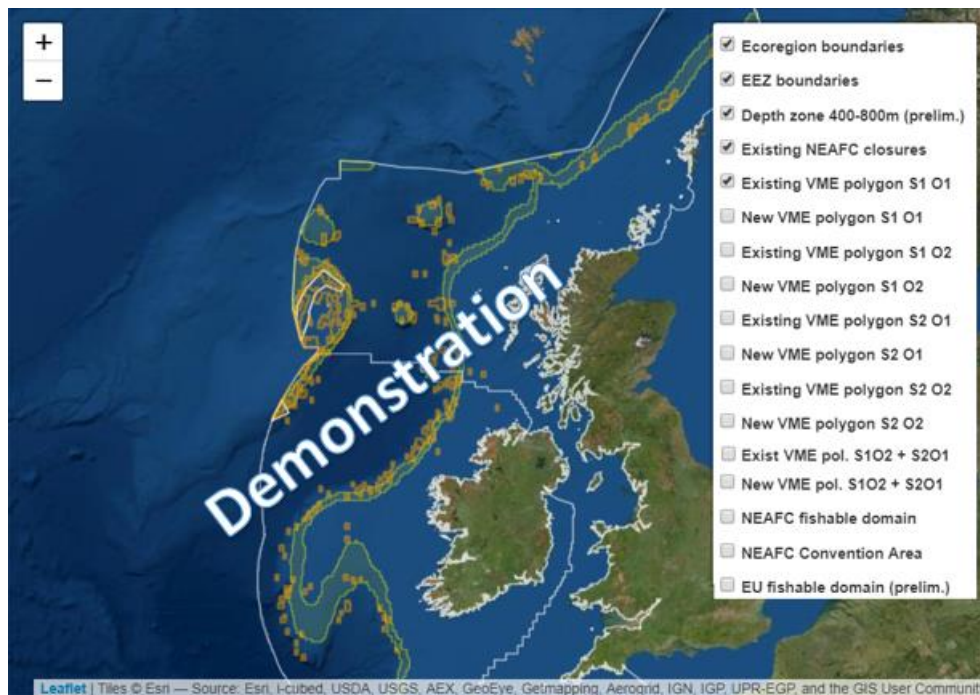 +
−
Demonstration
Ecoregion boundaries
EEZ boundaries
Depth zone 400-800m (prelim.)
Existing NEAFC closures
Existing VME polygon S1 O1
New VME polygon S1 O1
Existing VME polygon S1 O2
New VME polygon S1 O2
Existing VME polygon S2 O1
New VME polygon S2 O1
Existing VME polygon S2 O2
New VME polygon S2 O2
Exist VME pol. S1O2 + S2O1
New VME pol. S1O2 + S2O1
NEAFC fishable domain
NEAFC Convention Area
EU fishable domain (prelim.)
Leaflet | Tiles © Esri — Source: Esri, i-cubed, USDA, USGS, AEX, GeoEye, Getmapping, Aerogrid, IGN, IGP, UPR-EGP, and the GIS User Commun